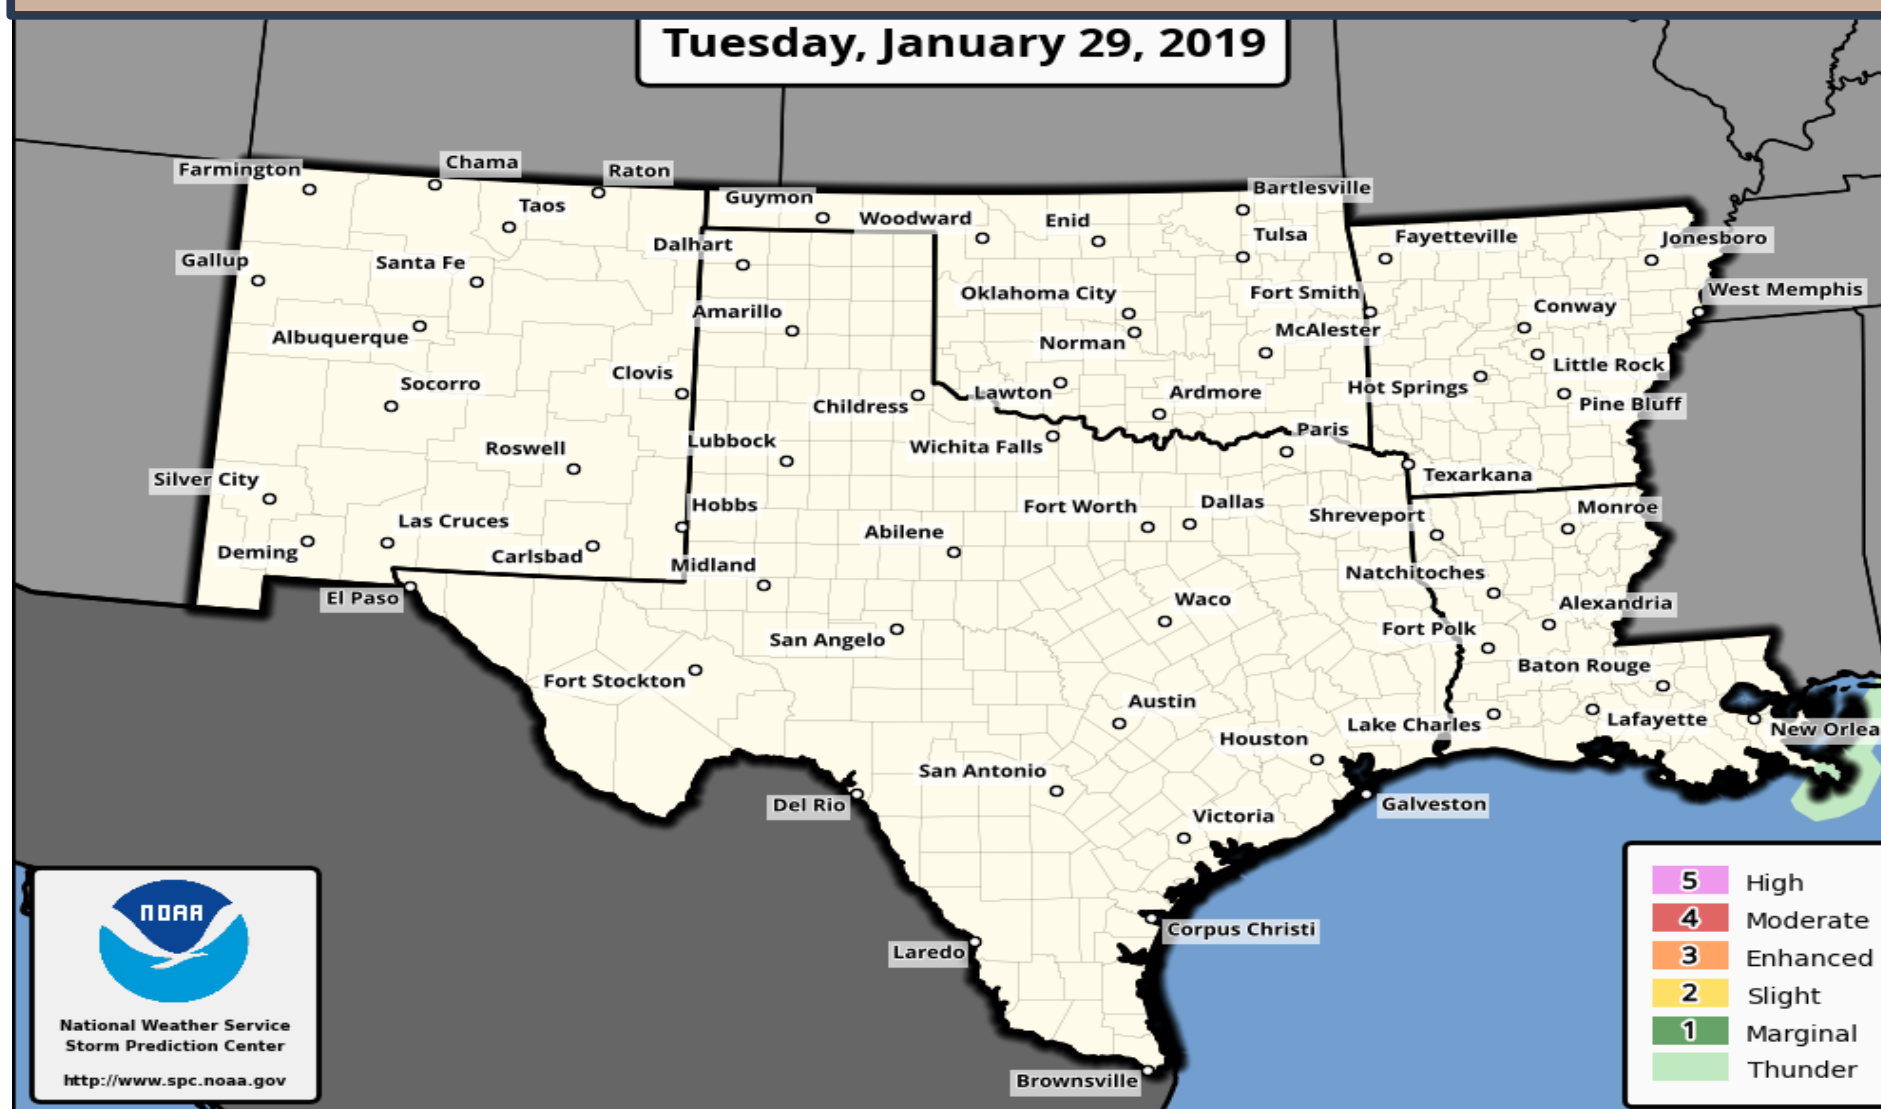 Tuesday, January 29, 2019
Farmington
Chama
Raton
Taos
Guymon
Woodward
Enid
Bartlesville
Tulsa
Fayetteville
Jonesboro
Gallup
Santa Fe
Dalhart
Oklahoma City
Fort Smith
West Memphis
Conway
Albuquerque
Amarillo
Norman
McAlester
Little Rock
Socorro
Clovis
Childress
Lawton
Ardmore
Hot Springs
Pine Bluff
Roswell
Lubbock
Wichita Falls
Paris
Texarkana
Silver City
Hobbs
Fort Worth
Dallas
Shreveport
Monroe
Las Cruces
Abilene
Deming
Carlsbad
Midland
Natchitoches
El Paso
Waco
Alexandria
San Angelo
Fort Polk
Fort Stockton
Baton Rouge
Austin
Lake Charles
Lafayette
New Orlea
Houston
San Antonio
Del Rio
Galveston
Victoria
Corpus Christi
Laredo
Brownsville
NOAA
National Weather Service
Storm Prediction Center
http://www.spc.noaa.gov
5 High
4 Moderate
3 Enhanced
2 Slight
1 Marginal
Thunder